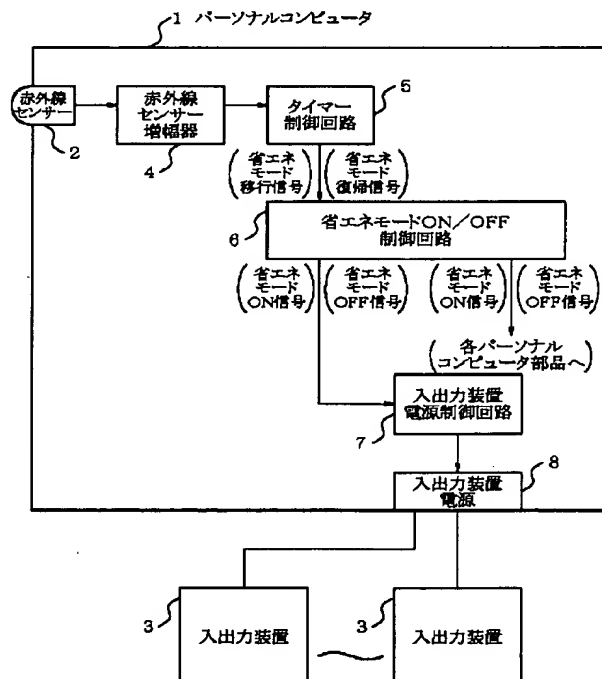 1 パーソナルコンピュータ
赤外線
センサー
2
赤外線
センサー
増幅器
4
タイマー
制御回路
5
(省エネ
モード
移行信号)
(省エネ
モード
復帰信号)
6
省エネモードON/OFF
制御回路
(省エネ
モード
ON信号)
(省エネ
モード
OFF信号)
(省エネ
モード
ON信号)
(省エネ
モード
OFF信号)
(各パーソナル
コンピュータ部品へ)
入出力装置
電源制御回路
7
入出力装置
電源
8
3
入出力装置
3
入出力装置